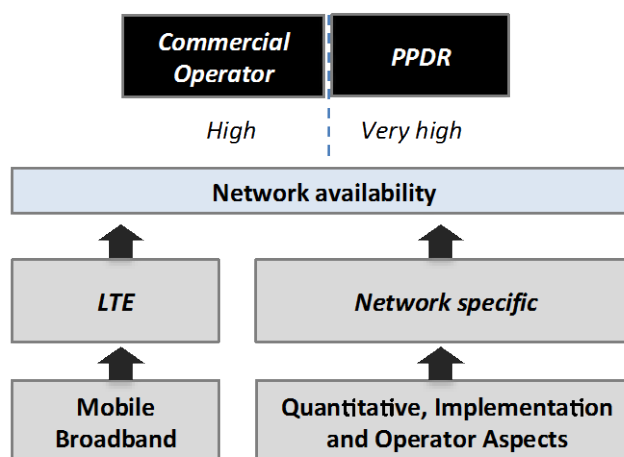 Commercial
Operator
PPDR
High
Very high
Network availability
LTE
Network specific
Mobile
Broadband
Quantitative, Implementation
and Operator Aspects